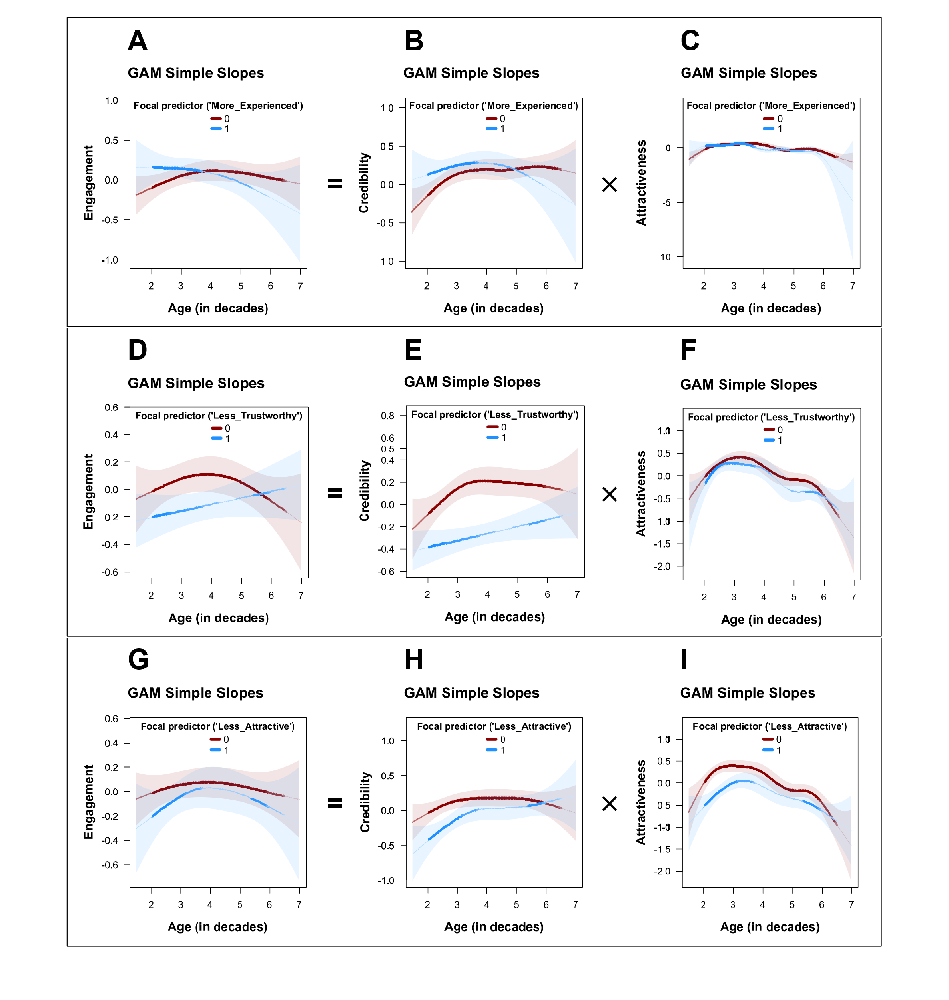 A
B
C
GAM Simple Slopes
GAM Simple Slopes
GAM Simple Slopes
Engagement
1.0
0.5
0.0
-0.5
-1.0
Focal predictor ('More_Experienced')
0
1
2 3 4 5 6 7
Age (in decades)
=
Credibility
1.0
0.5
0.0
-0.5
-1.0
Focal predictor ('More_Experienced')
0
1
2 3 4 5 6 7
Age (in decades)
×
Attractiveness
0
-5
-10
Focal predictor ('More_Experienced')
0
1
2 3 4 5 6 7
Age (in decades)
D
E
F
GAM Simple Slopes
GAM Simple Slopes
GAM Simple Slopes
Engagement
0.6
0.4
0.2
0.0
-0.2
-0.4
-0.6
Focal predictor ('Less_Trustworthy')
0
1
2 3 4 5 6 7
Age (in decades)
=
Credibility
0.8
0.6
0.5
0.4
0.2
0.0
-0.2
-0.4
-0.6
Focal predictor ('Less_Trustworthy')
0
1
2 3 4 5 6 7
Age (in decades)
×
Attractiveness
0.5
0.0
-0.5
-1.5
-2.0
Focal predictor ('Less_Trustworthy')
0
1
2 3 4 5 6 7
Age (in decades)
G
H
I
GAM Simple Slopes
GAM Simple Slopes
GAM Simple Slopes
Engagement
0.6
0.4
0.2
0.0
-0.2
-0.4
-0.6
Focal predictor ('Less_Attractive')
0
1
2 3 4 5 6 7
Age (in decades)
=
Credibility
1.0
0.5
0.0
-0.5
-1.0
Focal predictor ('Less_Attractive')
0
1
2 3 4 5 6 7
Age (in decades)
×
Attractiveness
0.5
0.0
-0.5
-1.5
-2.0
Focal predictor ('Less_Attractive')
0
1
2 3 4 5 6 7
Age (in decades)